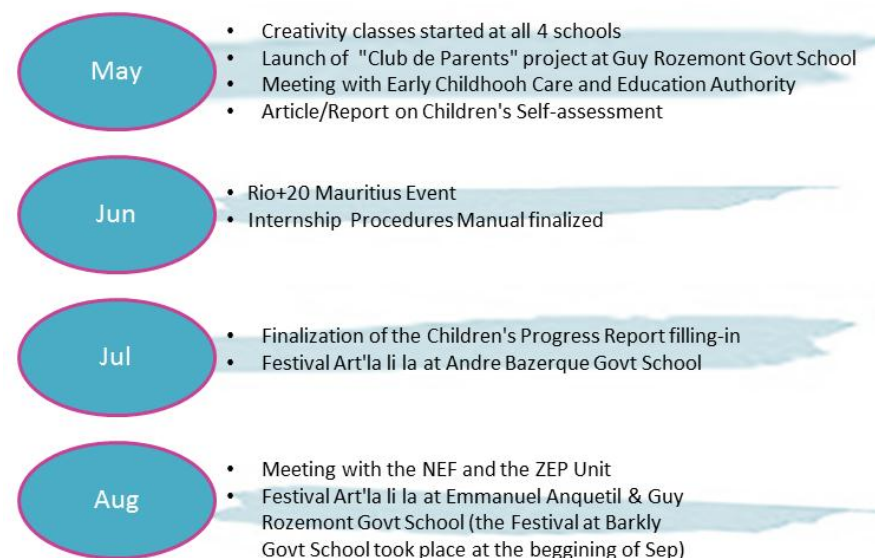 May
• Creativity classes started at all 4 schools
• Launch of "Club de Parents" project at Guy Rozemont Govt School
• Meeting with Early Childhooh Care and Education Authority
• Article/Report on Children's Self-assessment
Jun
• Rio+20 Mauritius Event
• Internship Procedures Manual finalized
Jul
• Finalization of the Children's Progress Report filling-in
• Festival Art'la li la at Andre Bazerque Govt School
Aug
• Meeting with the NEF and the ZEP Unit
• Festival Art'la li la at Emmanuel Anquetil & Guy
Rozemont Govt School (the Festival at Barkly
Govt School took place at the beggining of Sep)